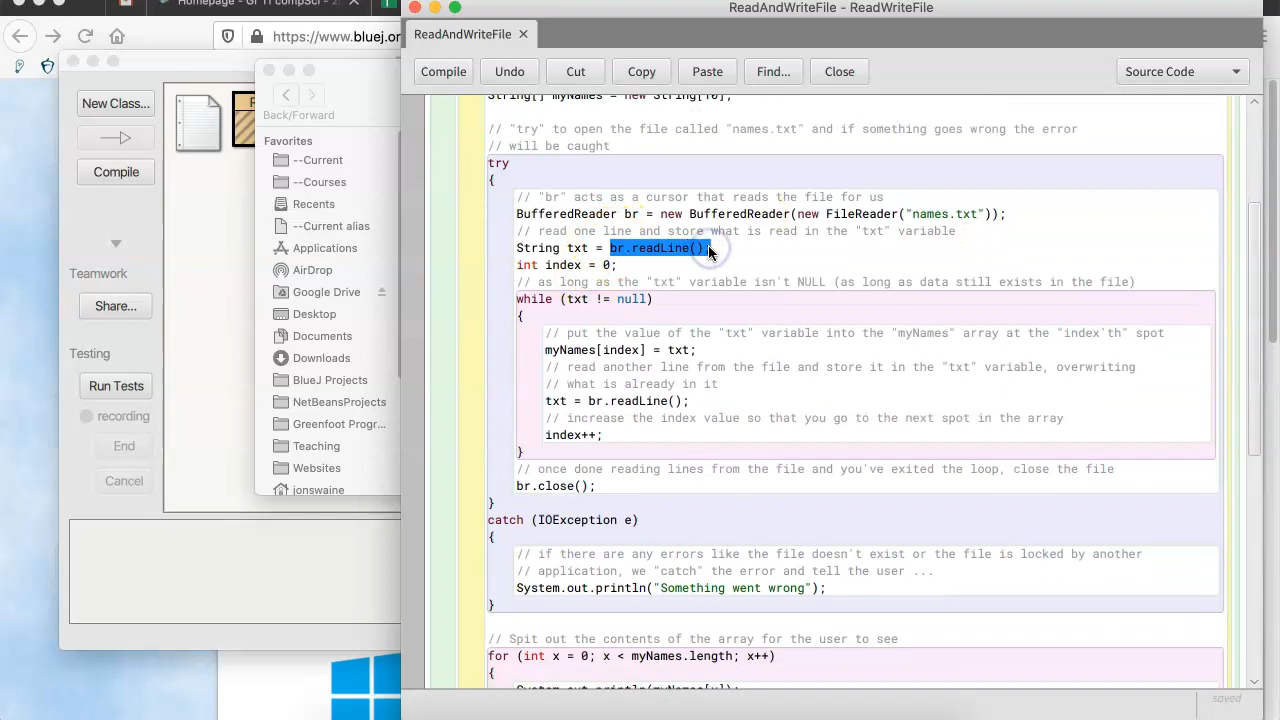 Homepage - GFTI compSci - 2
ReadAndWriteFile - ReadWriteFile
https://www.bluej.or
ReadAndWriteFile
Compile
Undo
Cut
Copy
Paste
Find...
Close
Source Code
New Class...
Compile
Teamwork
Share...
Testing
Run Tests
recording
End
Cancel
Back/Forward
Favorites
--Current
--Courses
Recents
--Current alias
Applications
AirDrop
Google Drive
Desktop
Documents
Downloads
BlueJ Projects
NetBeansProjects
Greenfoot Progr...
Teaching
Websites
jonswaine
String[] myNames = new String[10];
// "try" to open the file called "names.txt" and if something goes wrong the error
// will be caught
try
{
// "br" acts as a cursor that reads the file for us
BufferedReader br = new BufferedReader(new FileReader("names.txt"));
// read one line and store what is read in the "txt" variable
String txt = br.readLine();
int index = 0;
// as long as the "txt" variable isn't NULL (as long as data still exists in the file)
while (txt != null)
{
// put the value of the "txt" variable into the "myNames" array at the "index'th" spot
myNames[index] = txt;
// read another line from the file and store it in the "txt" variable, overwriting
// what is already in it
txt = br.readLine();
// increase the index value so that you go to the next spot in the array
index++;
}
// once done reading lines from the file and you've exited the loop, close the file
br.close();
}
catch (IOException e)
{
// if there are any errors like the file doesn't exist or the file is locked by another
// application, we "catch" the error and tell the user ...
System.out.println("Something went wrong");
}
// Spit out the contents of the array for the user to see
for (int x = 0; x < myNames.length; x++)
{
System.out.println(myNames[x]);
saved